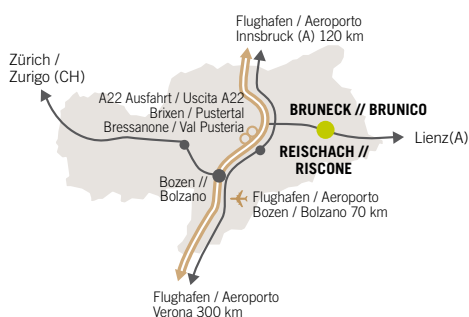 Flughafen / Aeroporto
Innsbruck (A) 120 km
Zürich /
Zurigo (CH)
A22 Ausfahrt / Uscita A22
Brixen / Pustertal
Bressanone / Val Pusteria
BRUNECK // BRUNICO
Lienz(A)
REISCHACH //
RISCONE
Bozen //
Bolzano
Flughafen / Aeroporto
Bozen / Bolzano 70 km
Flughafen / Aeroporto
Verona 300 km